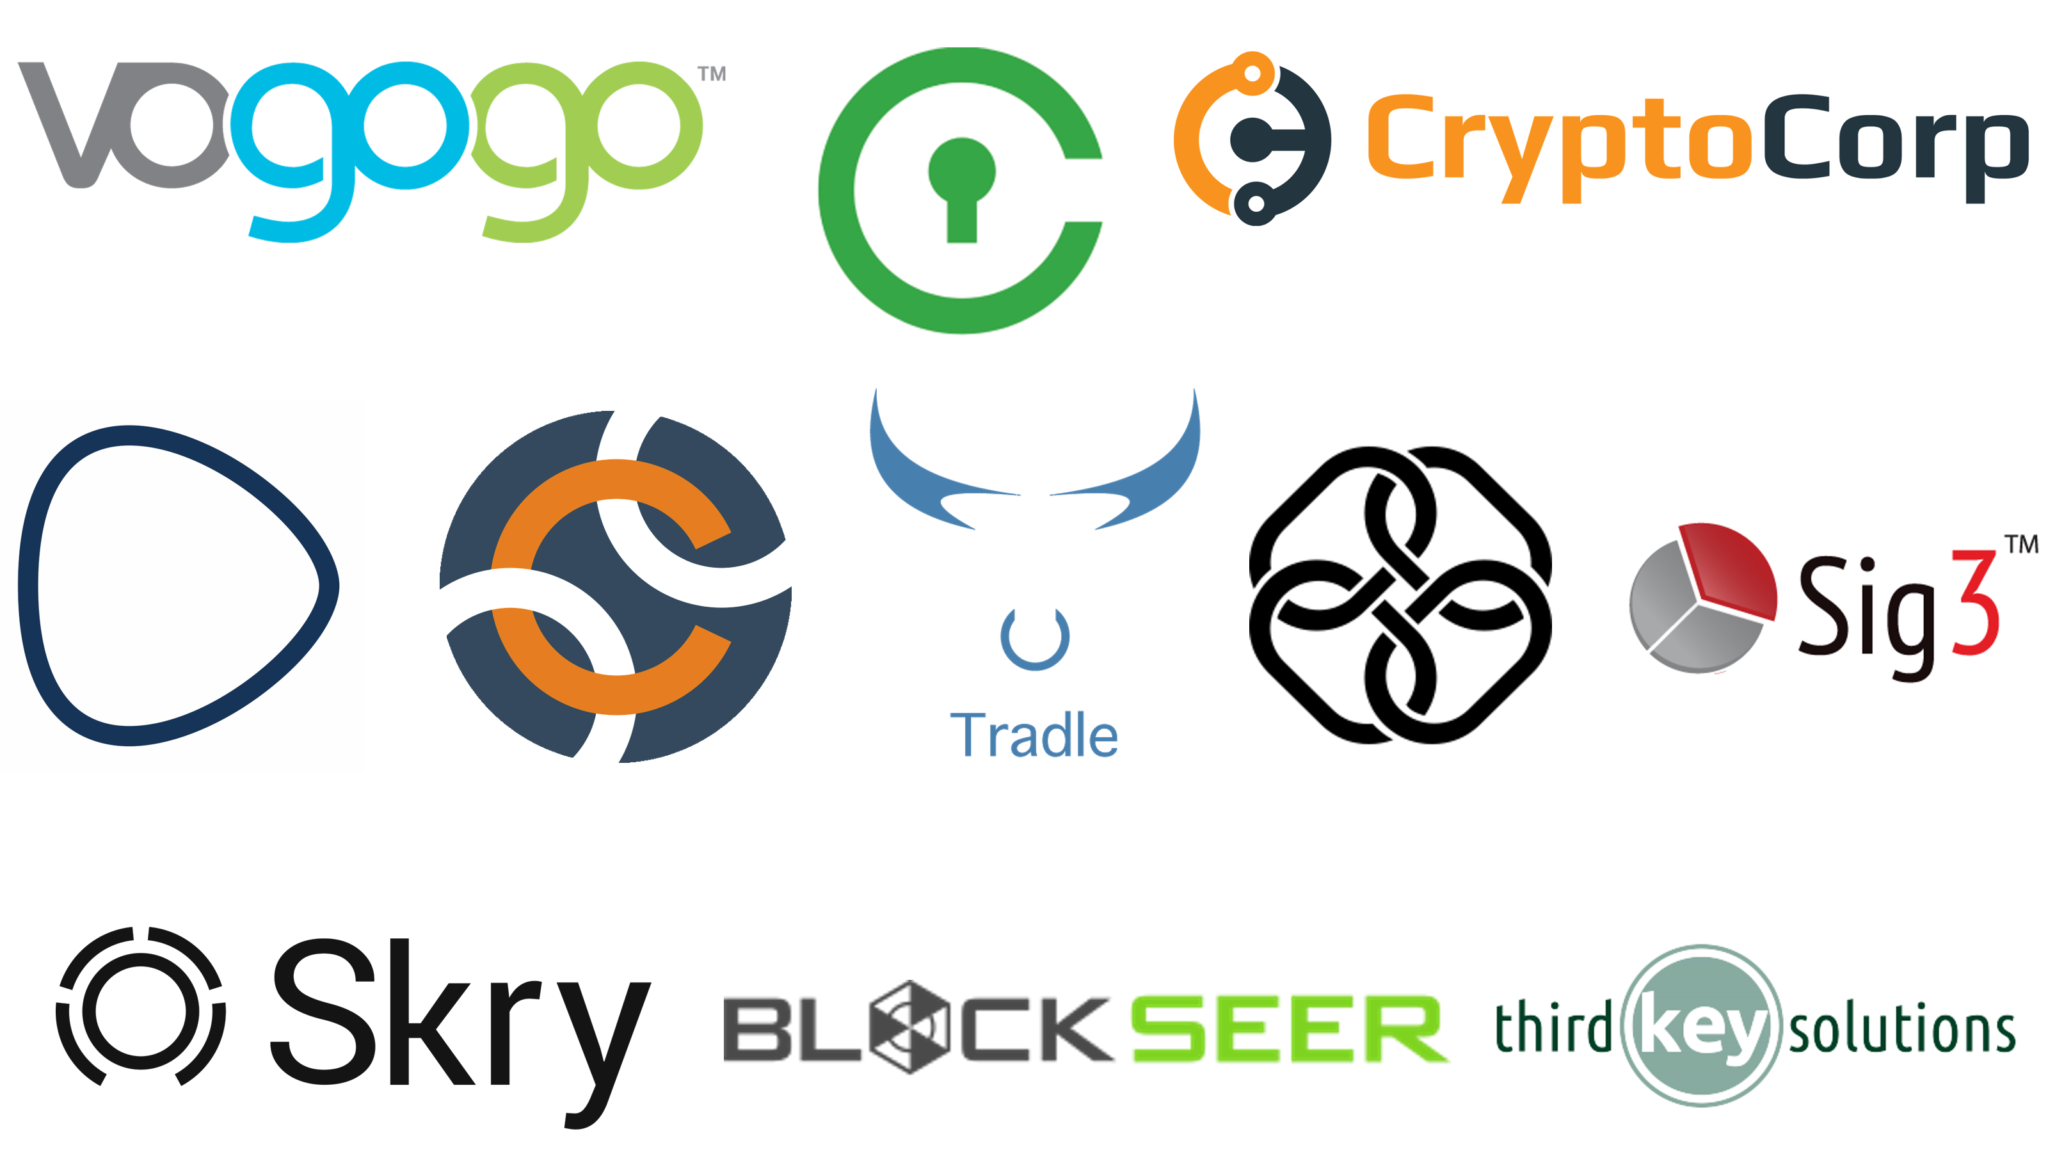 vogogo™
CryptoCorp
Tradle
Sig3™
Skry
BLOCKSEER
third key solutions